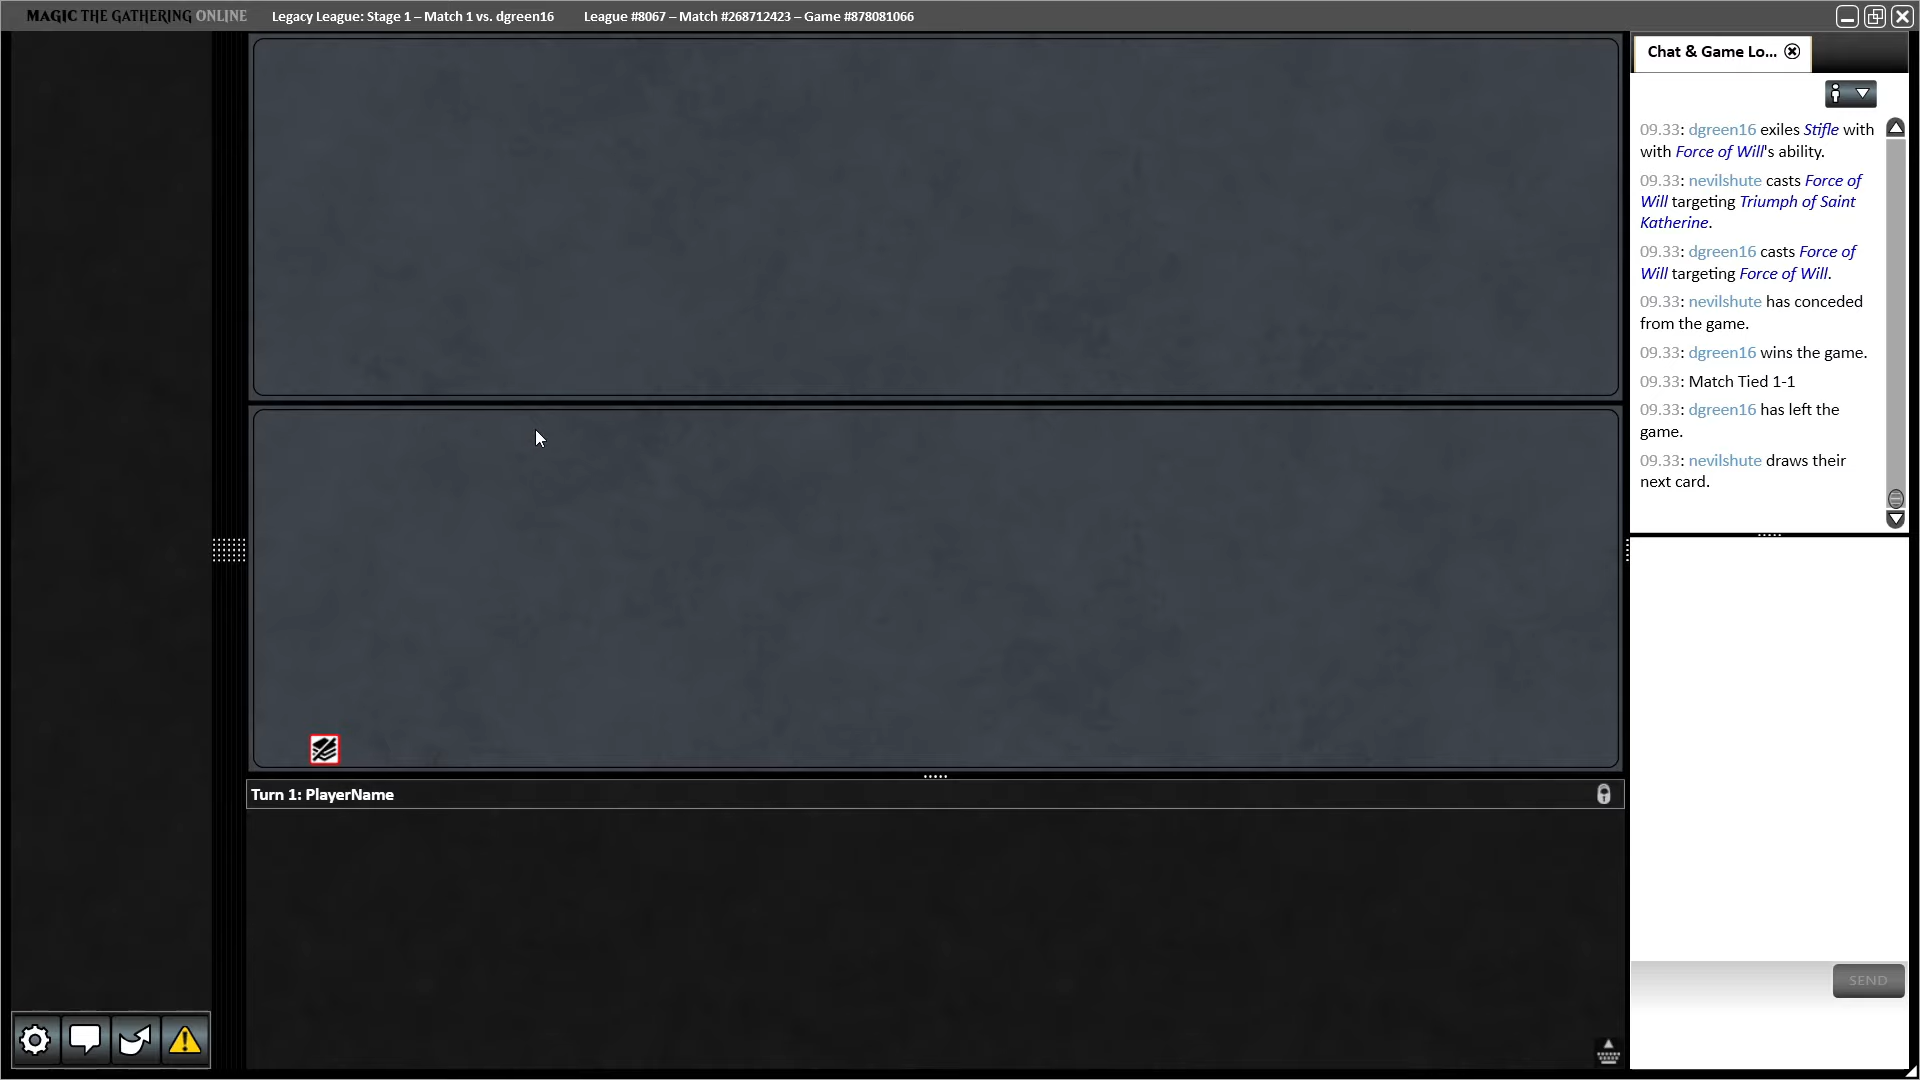 MAGIC THE GATHERING ONLINE
Legacy League: Stage 1 – Match 1 vs. dgreen16
League #8067 – Match #268712423 – Game #878081066
Chat & Game Lo...
09.33: dgreen16 exiles Stifle with
with Force of Will's ability.
09.33: nevilshute casts Force of
Will targeting Triumph of Saint
Katherine.
09.33: dgreen16 casts Force of
Will targeting Force of Will.
09.33: nevilshute has conceded
from the game.
09.33: dgreen16 wins the game.
09.33: Match Tied 1-1
09.33: dgreen16 has left the
game.
09.33: nevilshute draws their
next card.
Turn 1: PlayerName
SEND